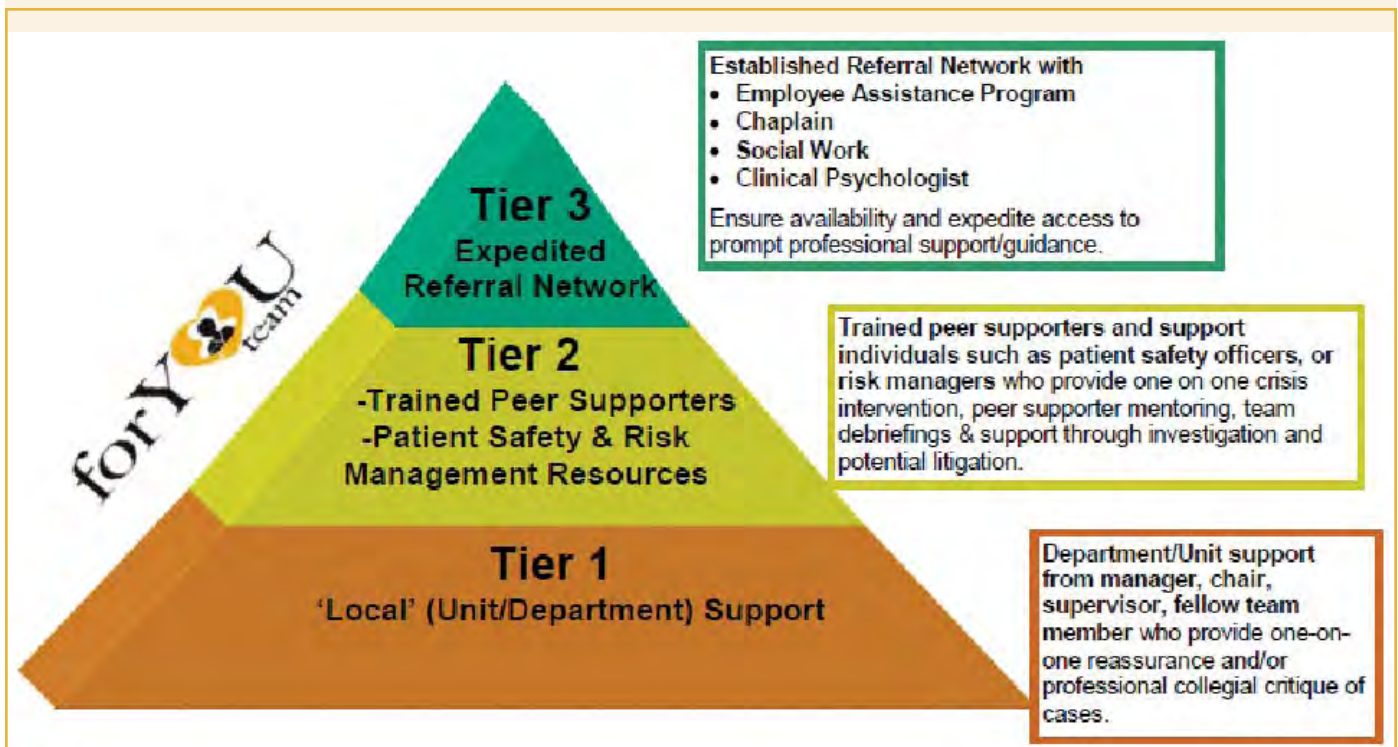 forYOU
team
Tier 3
Expedited
Referral Network
Tier 2
-Trained Peer Supporters
-Patient Safety & Risk
Management Resources
Tier 1
‘Local’ (Unit/Department) Support
Established Referral Network with
• Employee Assistance Program
• Chaplain
• Social Work
• Clinical Psychologist
Ensure availability and expedite access to
prompt professional support/guidance.
Trained peer supporters and support
individuals such as patient safety officers, or
risk managers who provide one on one crisis
intervention, peer supporter mentoring, team
debriefings & support through investigation and
potential litigation.
Department/Unit support
from manager, chair,
supervisor, fellow team
member who provide one-on-
one reassurance and/or
professional collegial critique of
cases.